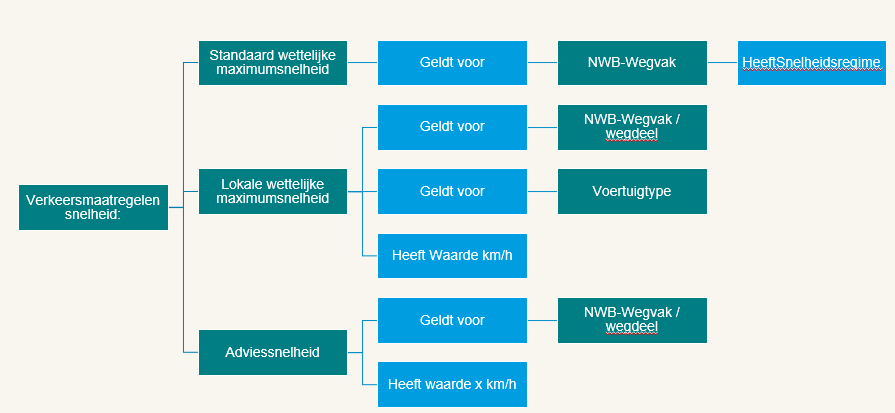 Verkeersmaatregelen
snelheid:
Standaard wettelijke
maximumsnelheid
Geldt voor
NWB-Wegvak
HeeftSnelheidsregime
Lokale wettelijke
maximumsnelheid
Geldt voor
NWB-Wegvak /
wegdeel
Geldt voor
Voertuigtype
Heeft Waarde km/h
Adviessnelheid
Geldt voor
NWB-Wegvak /
wegdeel
Heeft waarde x km/h